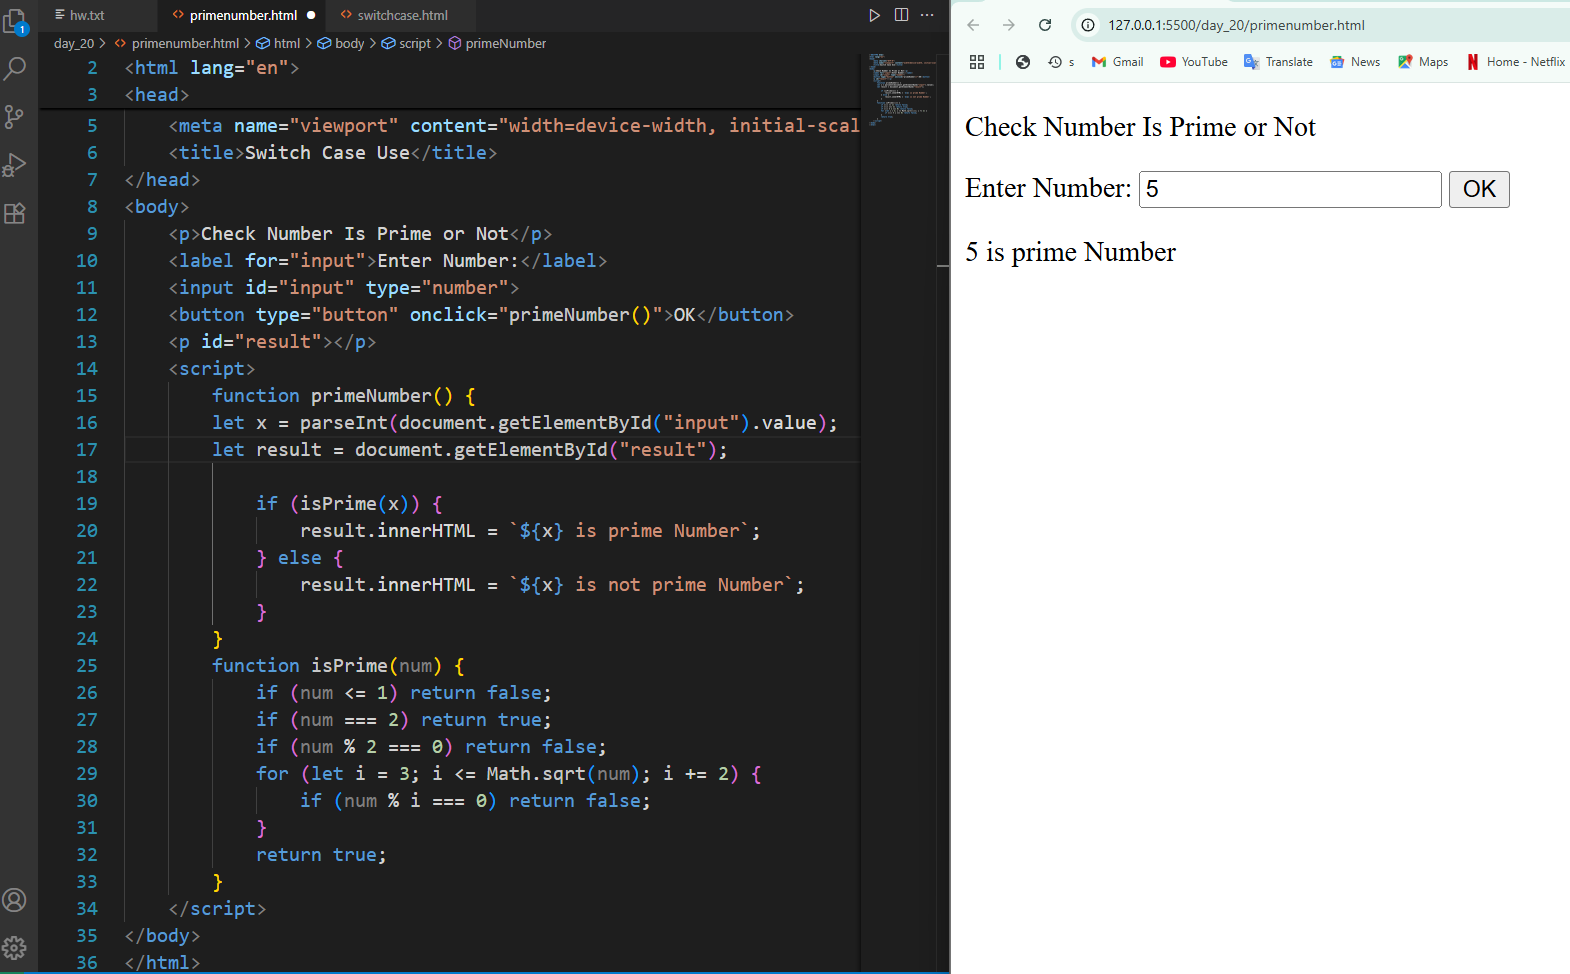 1
hw.txt
primenumber.html
switchcase.html
day_20 > primenumber.html > html > body > script > primeNumber
2 <html lang="en">
3 <head>
5 <meta name="viewport" content="width=device-width, initial-scal
6 <title>Switch Case Use</title>
7 </head>
8 <body>
9 <p>Check Number Is Prime or Not</p>
10 <label for="input">Enter Number:</label>
11 <input id="input" type="number">
12 <button type="button" onclick="primeNumber()">OK</button>
13 <p id="result"></p>
14 <script>
15 function primeNumber() {
16 let x = parseInt(document.getElementById("input").value);
17 let result = document.getElementById("result");
18
19 if (isPrime(x)) {
20 result.innerHTML = `${x} is prime Number`;
21 } else {
22 result.innerHTML = `${x} is not prime Number`;
23 }
24 }
25 function isPrime(num) {
26 if (num <= 1) return false;
27 if (num === 2) return true;
28 if (num % 2 === 0) return false;
29 for (let i = 3; i <= Math.sqrt(num); i += 2) {
30 if (num % i === 0) return false;
31 }
32 return true;
33 }
34 </script>
35 </body>
36 </html>
127.0.0.1:5500/day_20/primenumber.html
s
Gmail
YouTube
Translate
News
Maps
Home - Netflix
Check Number Is Prime or Not
Enter Number: 5 OK
5 is prime Number